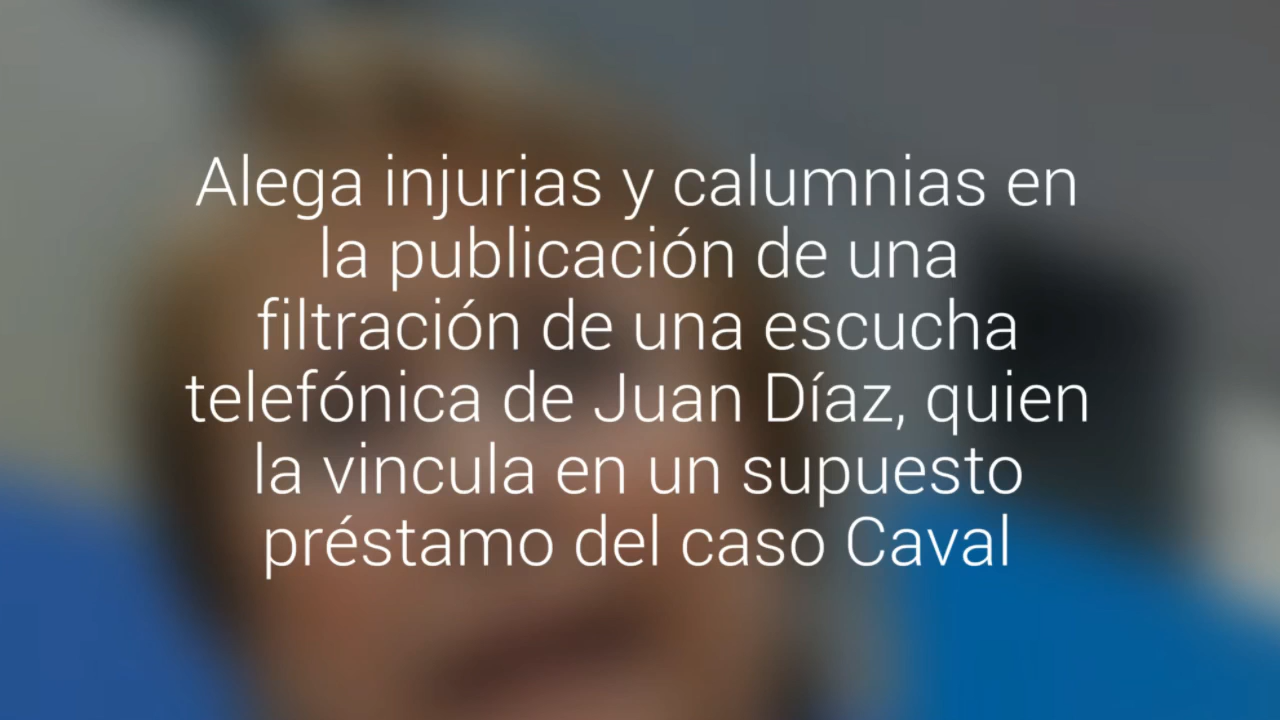 Alega injurias y calumnias en
la publicación de una
filtración de una escucha
telefónica de Juan Díaz, quien
la vincula en un supuesto
préstamo del caso Caval